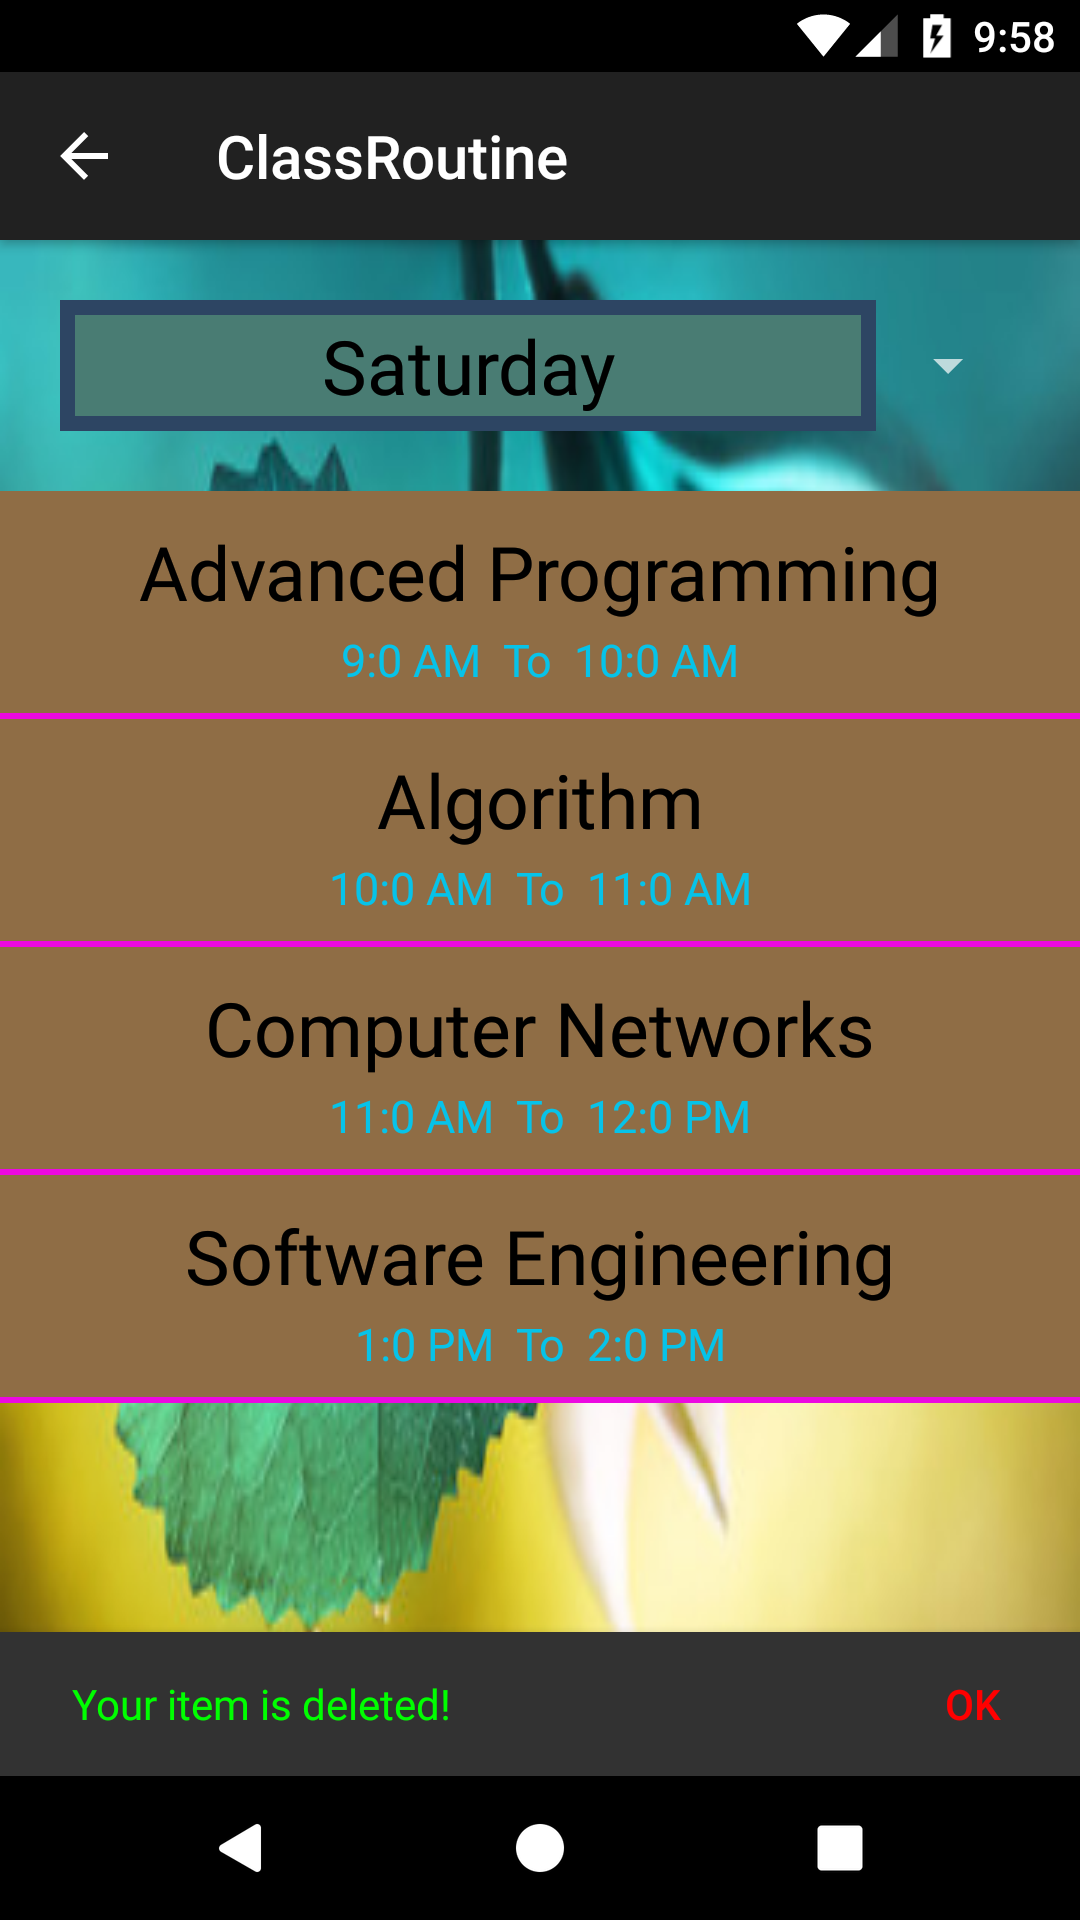 9:58
ClassRoutine
Saturday
Advanced Programming
9:0 AM To 10:0 AM
Algorithm
10:0 AM To 11:0 AM
Computer Networks
11:0 AM To 12:0 PM
Software Engineering
1:0 PM To 2:0 PM
Your item is deleted! OK